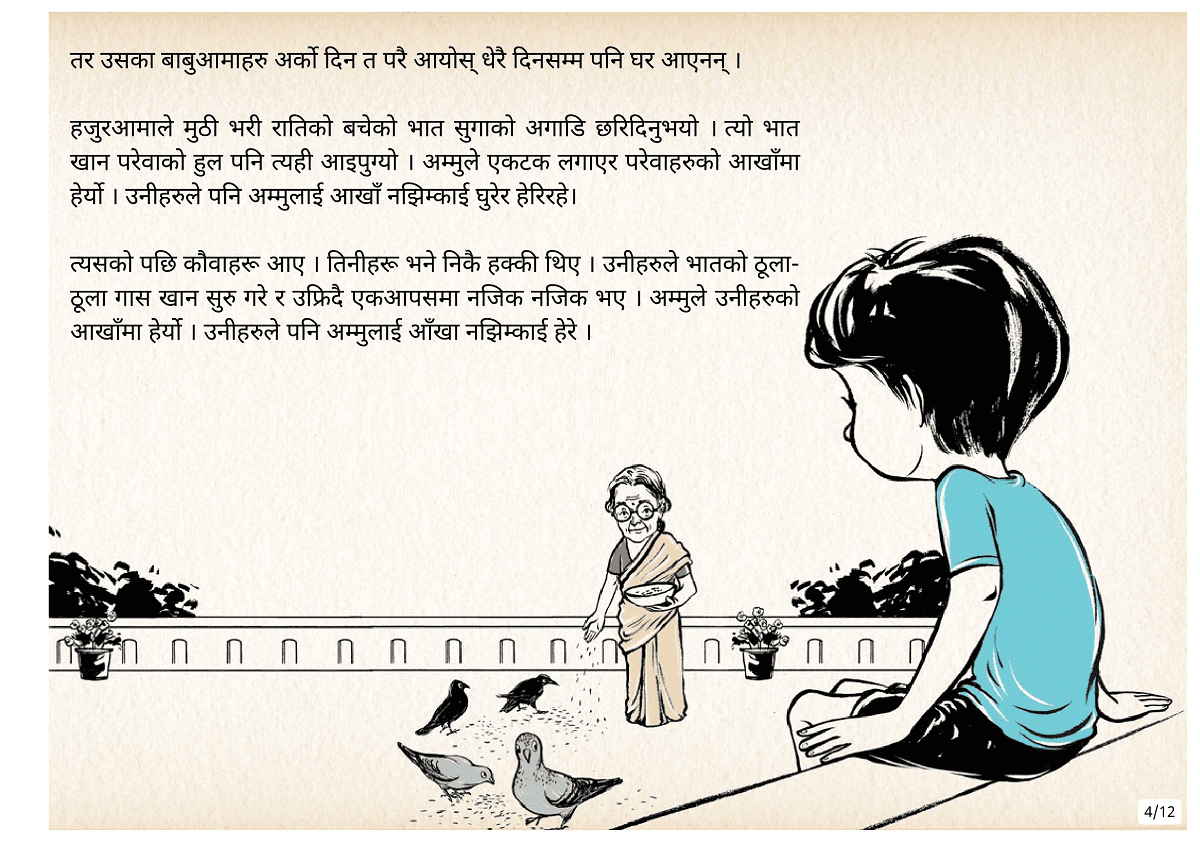 तर उसका बाबुआमाहरु अर्को दिन त परै आयोस् धेरै दिनसम्म पनि घर आएनन् ।
हजुरआमाले मुठी भरी रातिको बचेको भात सुगाको अगाडि छरिदिनुभयो । त्यो भात
खान परेवाको हुल पनि त्यही आइपुग्यो । अम्मुले एकटक लगाएर परेवाहरुको आखाँमा
हेर्यो । उनीहरुले पनि अम्मुलाई आखाँ नझिम्काई घुरेर हेरिरहे।
त्यसको पछि कौवाहरू आए । तिनीहरू भने निकै हक्की थिए । उनीहरुले भातको ठूला-
ठूला गास खान सुरु गरे र उफ्रिदै एकआपसमा नजिक नजिक भए । अम्मुले उनीहरुको
आखाँमा हेर्यो । उनीहरुले पनि अम्मुलाई आँखा नझिम्काई हेरे ।
4/12